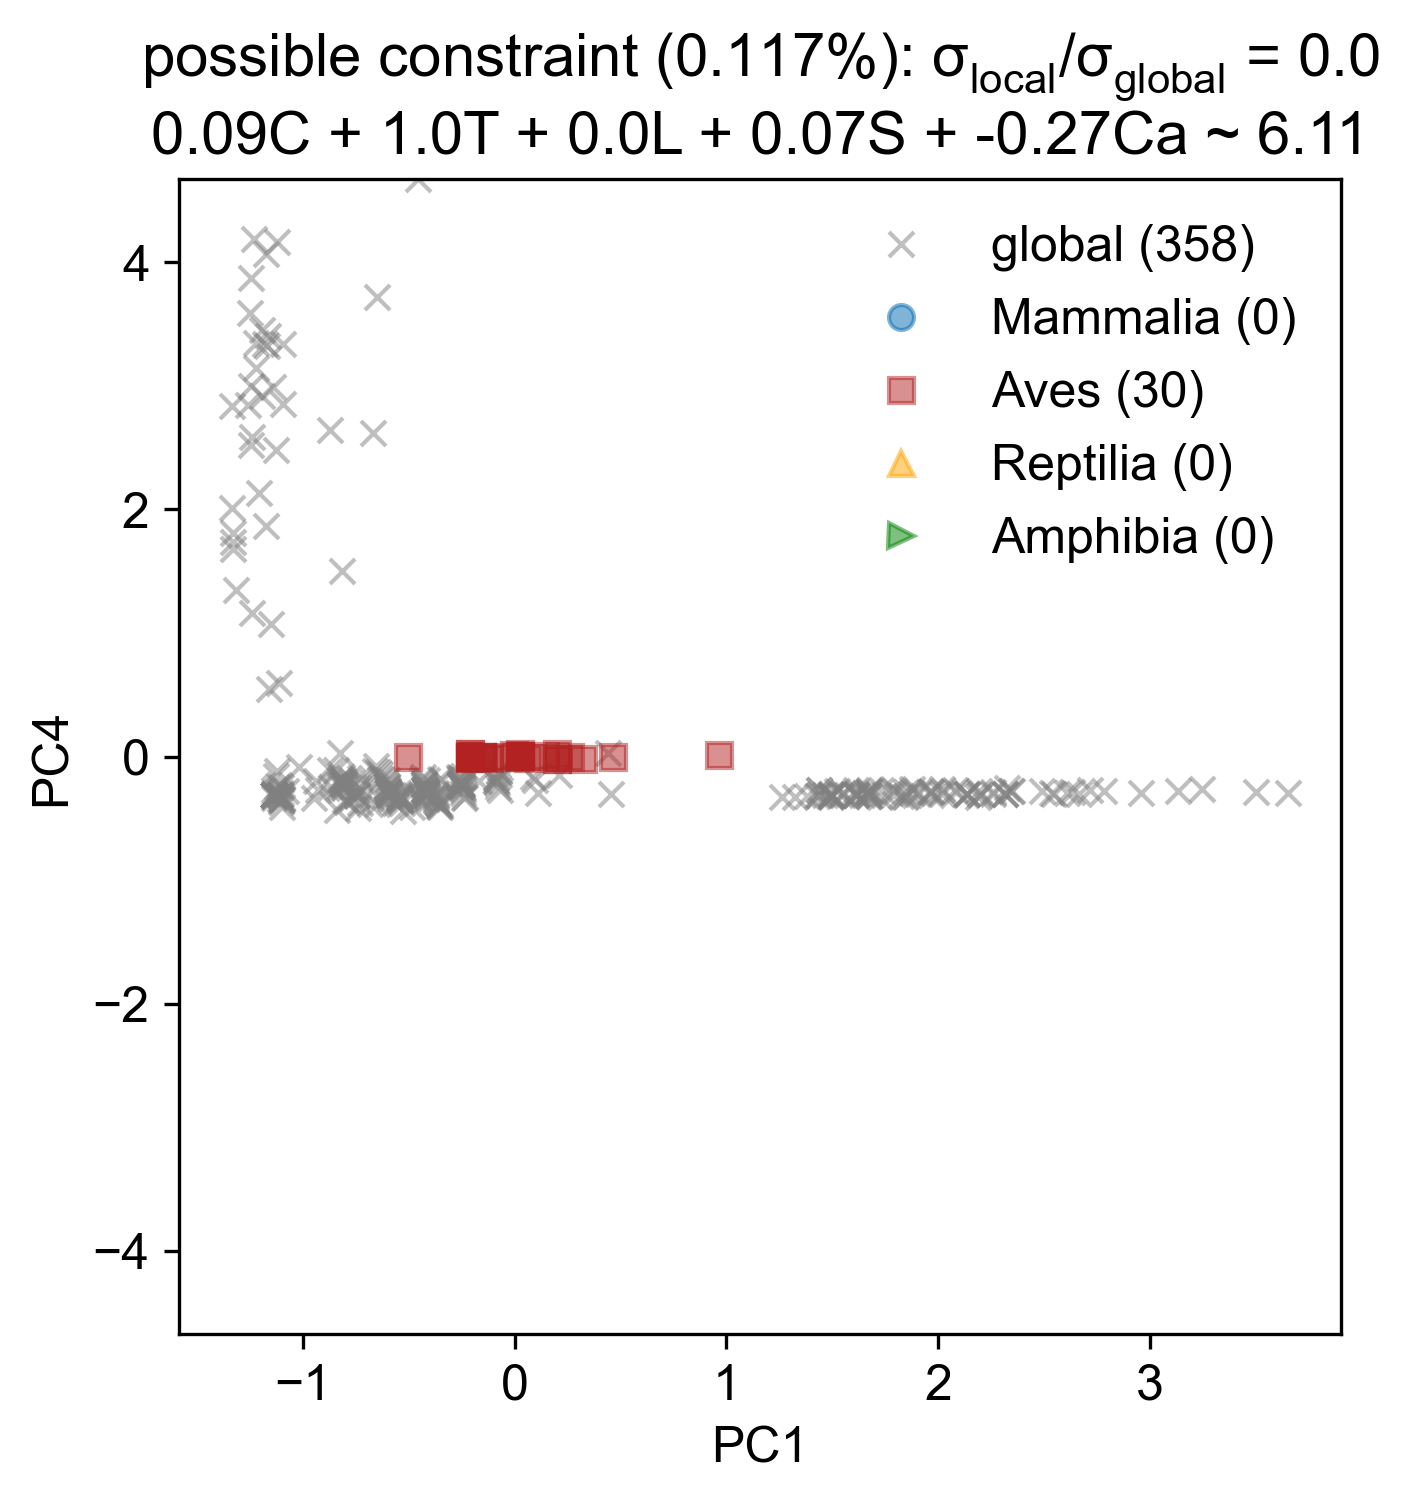 possible constraint (0.117%): σlocal/σglobal = 0.0
0.09C + 1.0T + 0.0L + 0.07S + -0.27Ca ~ 6.11
global (358)
Mammalia (0)
Aves (30)
Reptilia (0)
Amphibia (0)
4
2
0
−2
−4
PC4
−1 0 1 2 3
PC1